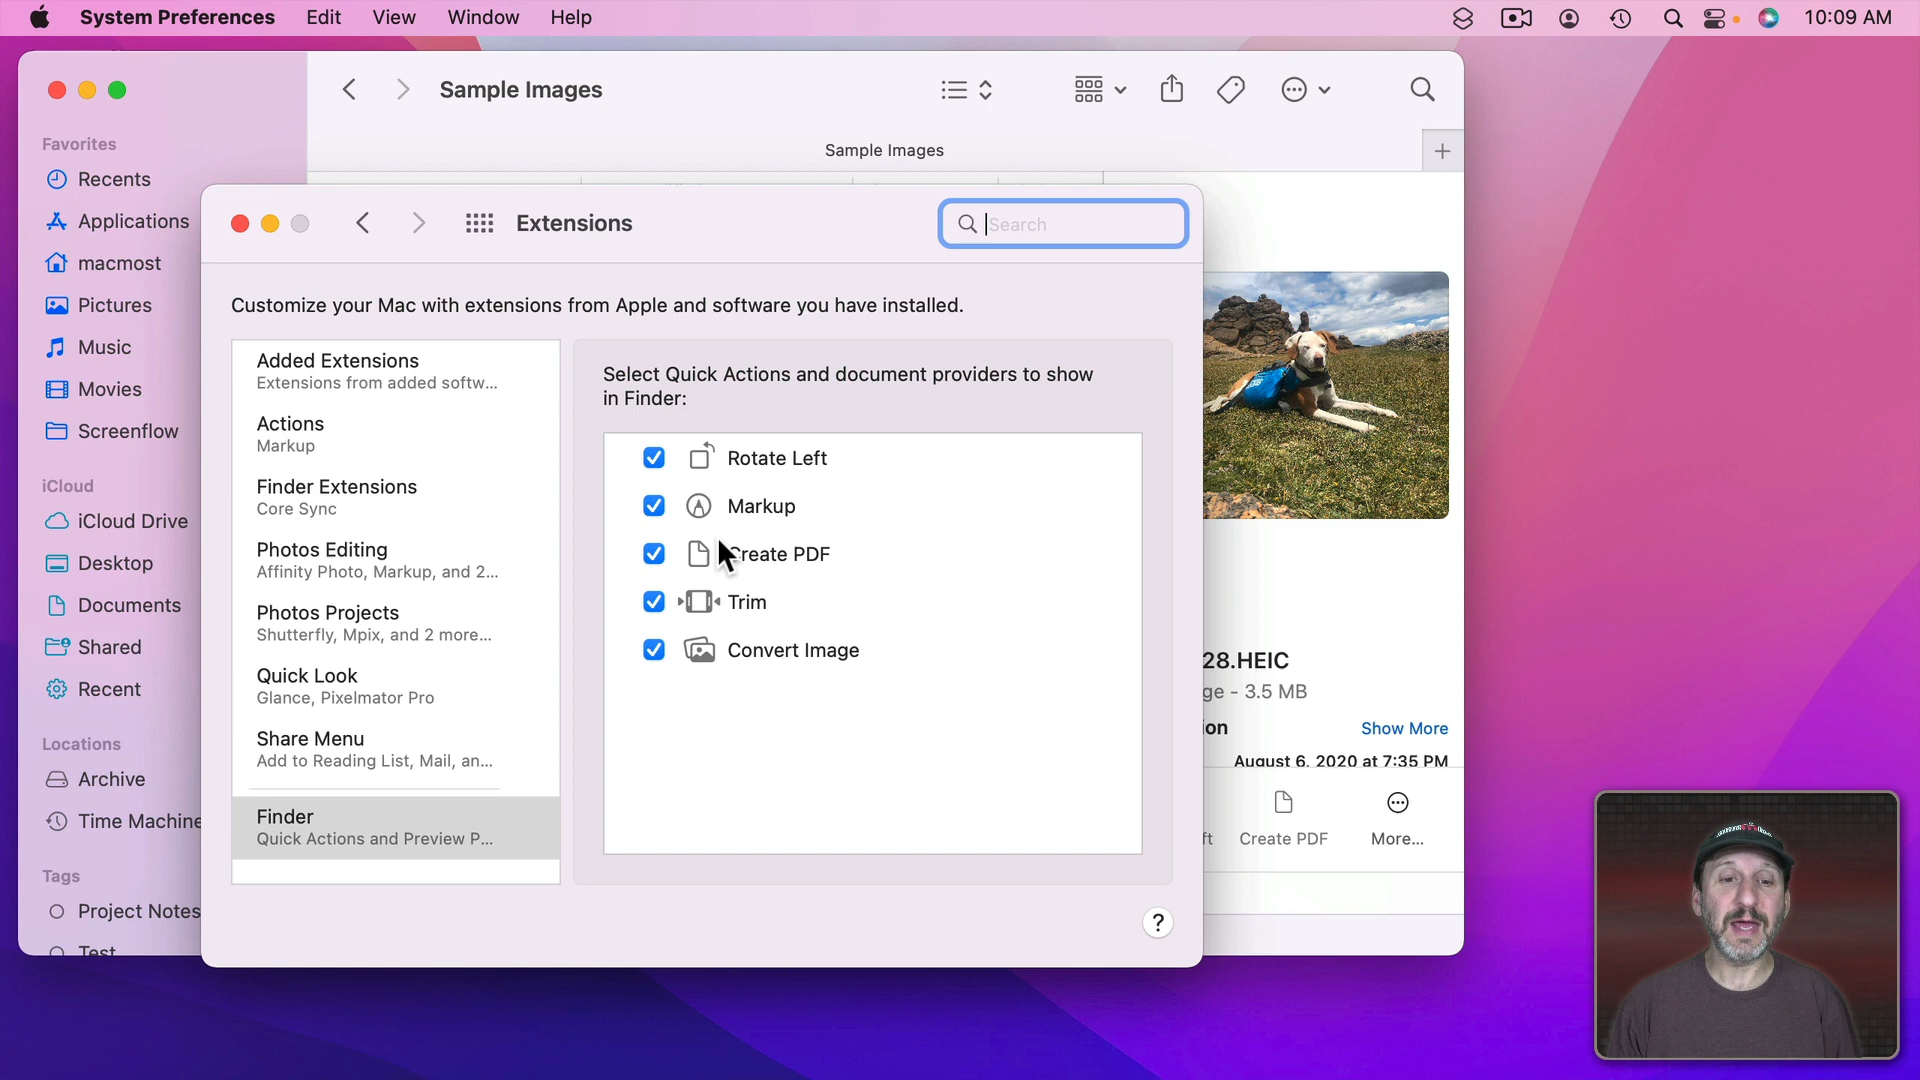 System Preferences Edit View Window Help 10:09 AM
Sample Images
Sample Images
Favorites
Recents
Applications
macmost
Pictures
Music
Movies
Screenflow
iCloud
iCloud Drive
Desktop
Documents
Shared
Recent
Locations
Archive
Time Machine
Tags
Project Notes
Test
Extensions
Search
Customize your Mac with extensions from Apple and software you have installed.
Added Extensions
Extensions from added softw...
Actions
Markup
Finder Extensions
Core Sync
Photos Editing
Affinity Photo, Markup, and 2...
Photos Projects
Shutterfly, Mpix, and 2 more...
Quick Look
Glance, Pixelmator Pro
Share Menu
Add to Reading List, Mail, an...
Finder
Quick Actions and Preview P...
Select Quick Actions and document providers to show
in Finder:
Rotate Left
Markup
Create PDF
Trim
Convert Image
?
28.HEIC
ge - 3.5 MB
ion Show More
August 6, 2020 at 7:35 PM
ft Create PDF More...